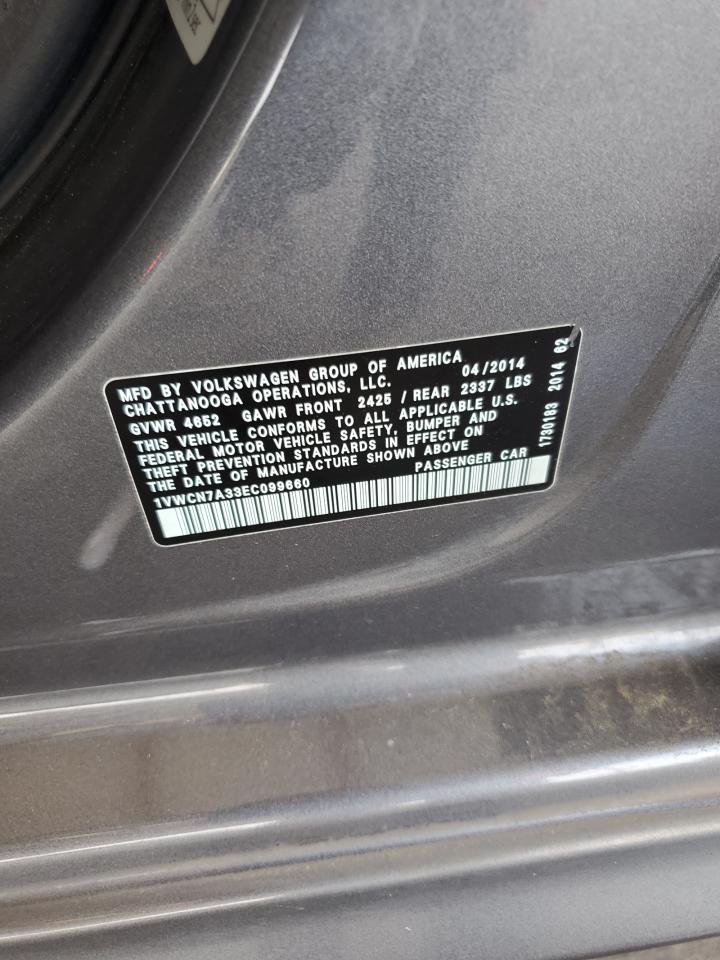 MFD BY VOLKSWAGEN GROUP OF AMERICA
CHATTANOOGA OPERATIONS, LLC. 04/2014
GVWR 4652 GAWR FRONT 2425 / REAR 2337 LBS
THIS VEHICLE CONFORMS TO ALL APPLICABLE U.S.
FEDERAL MOTOR VEHICLE SAFETY, BUMPER AND
THEFT PREVENTION STANDARDS IN EFFECT ON
THE DATE OF MANUFACTURE SHOWN ABOVE
1VWCN7A33EC099660 PASSENGER CAR
1730183 2014 62